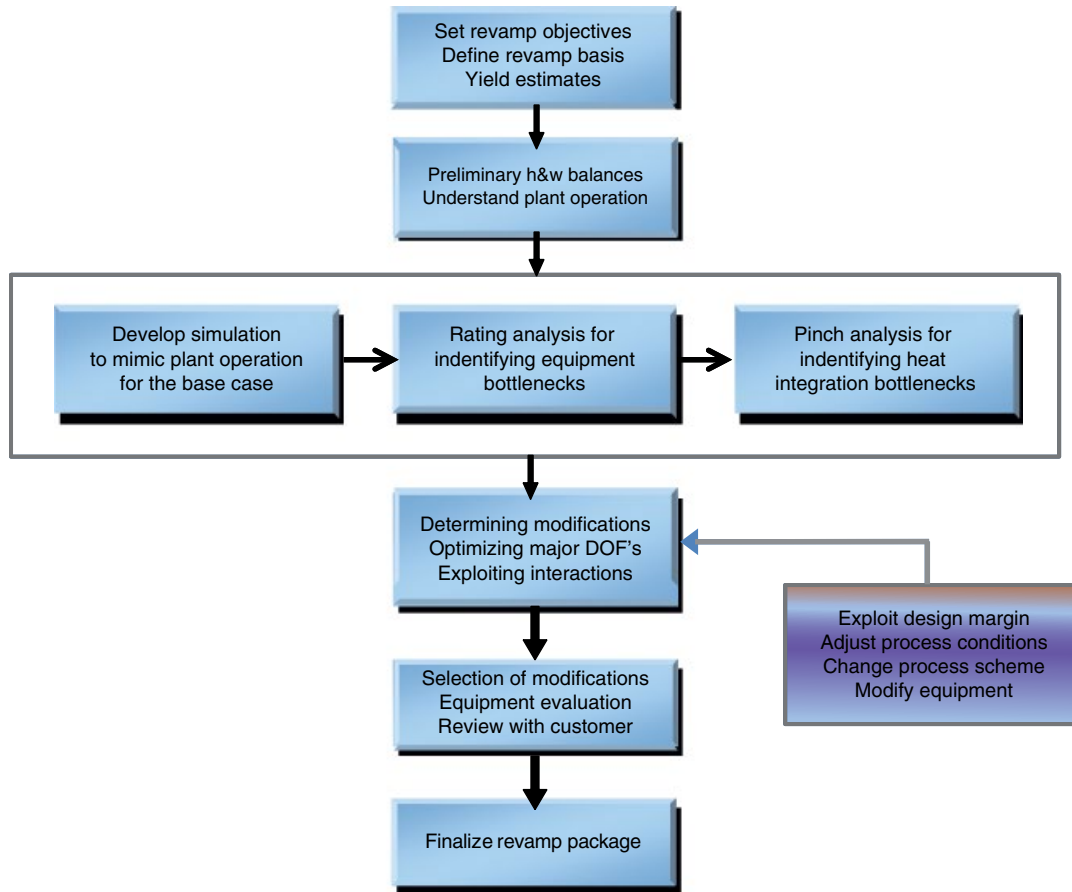 Set revamp objectives
Define revamp basis
Yield estimates
Preliminary h&w balances
Understand plant operation
Develop simulation
to mimic plant operation
for the base case
Rating analysis for
indentifying equipment
bottlenecks
Pinch analysis for
indentifying heat
integration bottlenecks
Determining modifications
Optimizing major DOF's
Exploiting interactions
Exploit design margin
Adjust process conditions
Change process scheme
Modify equipment
Selection of modifications
Equipment evaluation
Review with customer
Finalize revamp package